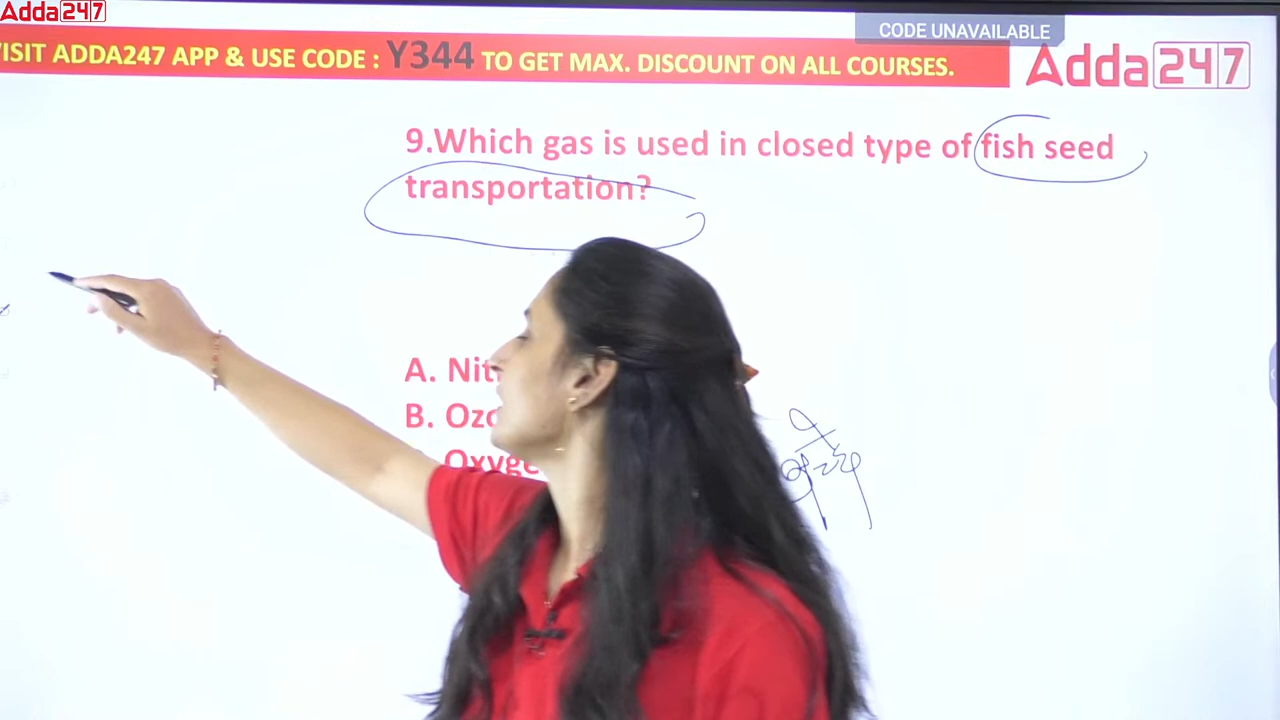 Adda247
CODE UNAVAILABLE
VISIT ADDA247 APP & USE CODE : Y344 TO GET MAX. DISCOUNT ON ALL COURSES.
Adda247
9.Which gas is used in closed type of fish seed
transportation?
A. Nit
B. Ozo
Oxyge